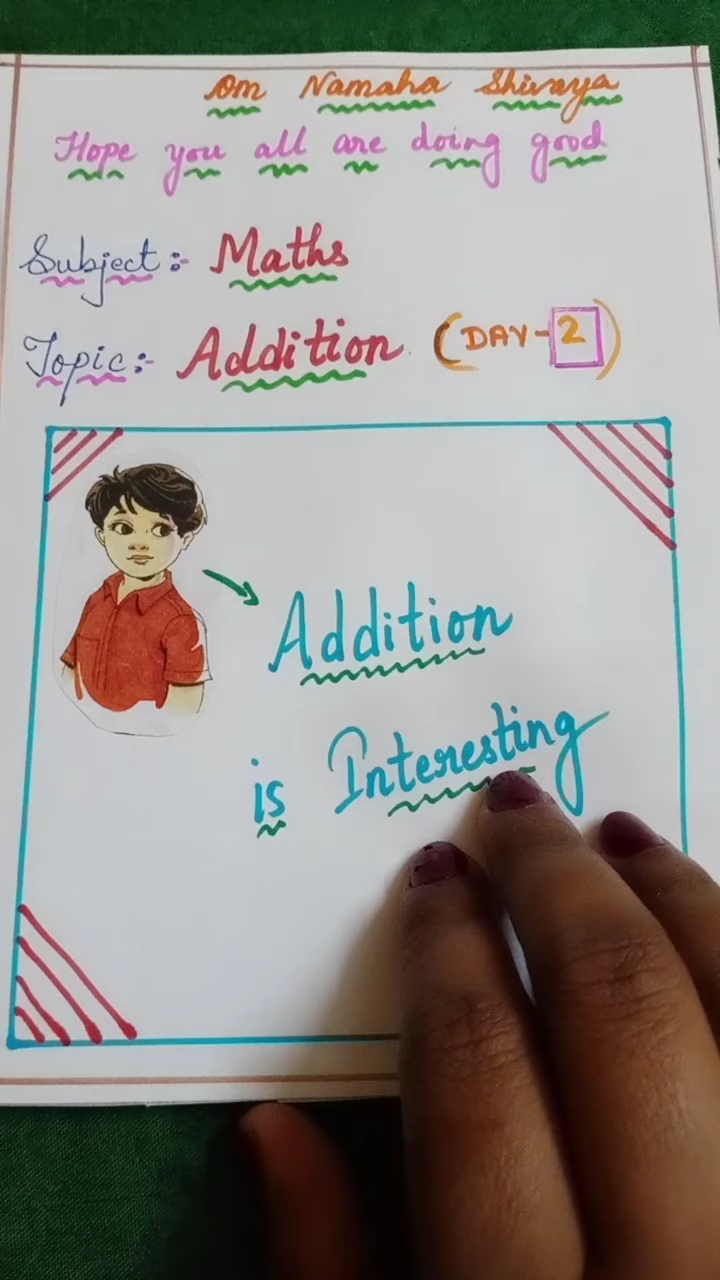 Om Namaha Shivaya
Hope you all are doing good
Subject:- Maths
Topic:- Addition (DAY-2)
Addition
is Interesting